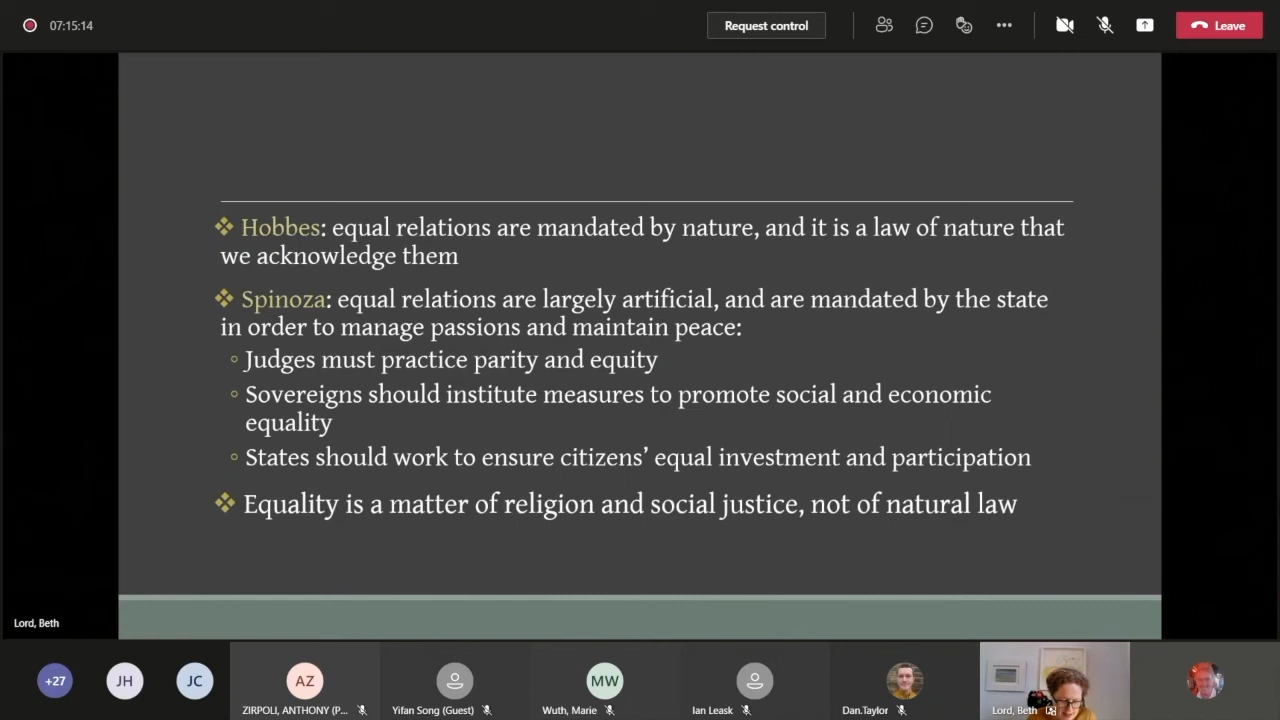 07:15:14
Request control
Leave
❖ Hobbes: equal relations are mandated by nature, and it is a law of nature that
we acknowledge them
❖ Spinoza: equal relations are largely artificial, and are mandated by the state
in order to manage passions and maintain peace:
◦ Judges must practice parity and equity
◦ Sovereigns should institute measures to promote social and economic
equality
◦ States should work to ensure citizens’ equal investment and participation
❖ Equality is a matter of religion and social justice, not of natural law
Lord, Beth
+27
JH
JC
AZ
MW
ZIRPOLI, ANTHONY (P...
Yifan Song (Guest)
Wuth, Marie
Ian Leask
Dan.Taylor
Lord, Beth